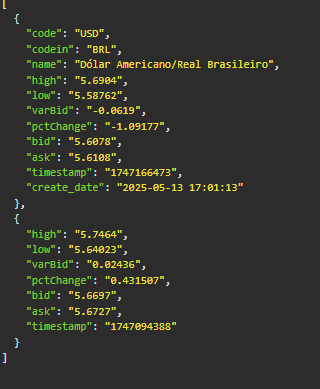 [
  {
    "code": "USD",
    "codein": "BRL",
    "name": "Dólar Americano/Real Brasileiro",
    "high": "5.6904",
    "low": "5.58762",
    "varBid": "-0.0619",
    "pctChange": "-1.09177",
    "bid": "5.6078",
    "ask": "5.6108",
    "timestamp": "1747166473",
    "create_date": "2025-05-13 17:01:13"
  },
  {
    "high": "5.7464",
    "low": "5.64023",
    "varBid": "0.02436",
    "pctChange": "0.431507",
    "bid": "5.6697",
    "ask": "5.6727",
    "timestamp": "1747094388"
  }
]